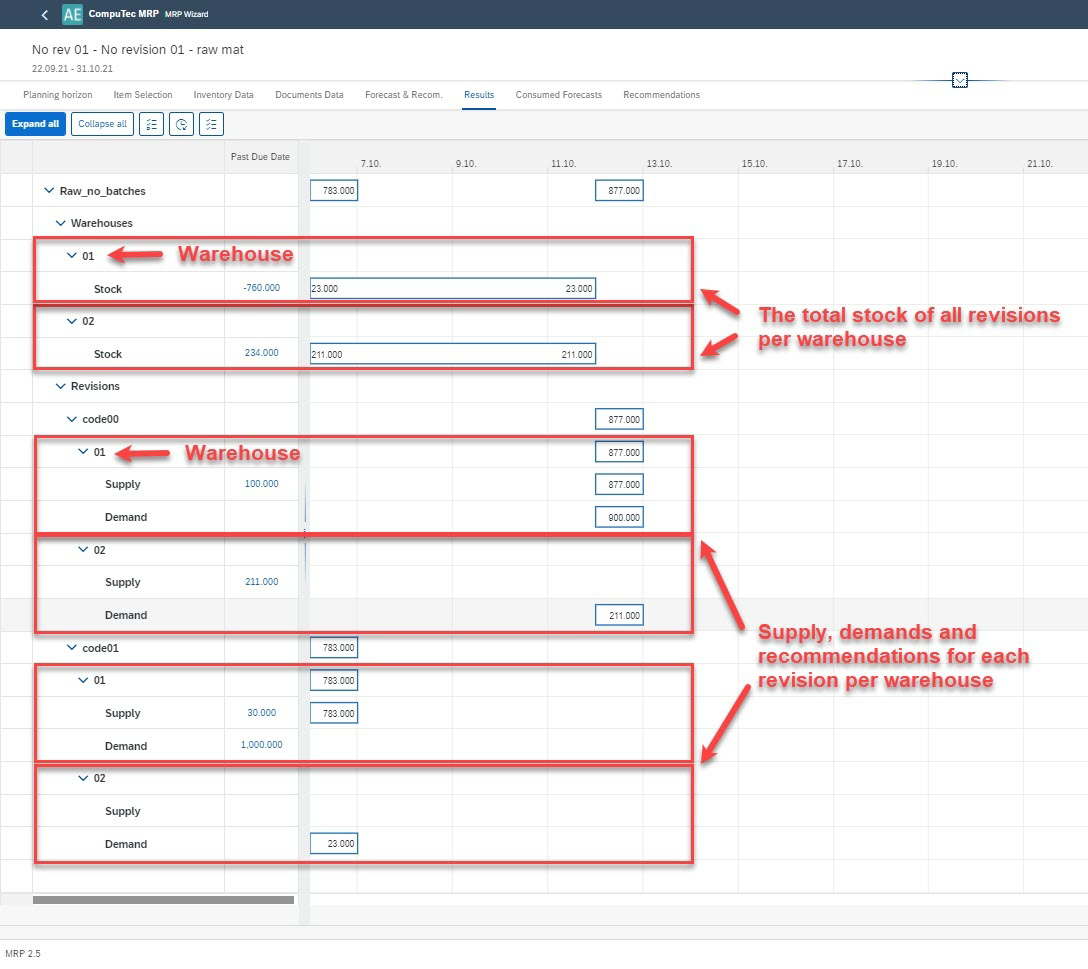 AE CompuTec MRP MRP Wizard
No rev 01 - No revision 01 - raw mat
22.09.21 - 31.10.21
Planning horizon Item Selection Inventory Data Documents Data Forecast & Recom. Results Consumed Forecasts Recommendations
Expand all Collapse all
Past Due Date 7.10. 9.10. 11.10. 13.10. 15.10. 17.10. 19.10. 21.10.
Raw_no_batches 783.000 877.000
Warehouses
01 Warehouse
Stock -760.000 23.000 23.000
02
Stock 234.000 211.000 211.000
The total stock of all revisions
per warehouse
Revisions
code00 877.000
01 Warehouse 877.000
Supply 100.000 877.000
Demand 900.000
02
Supply 211.000
Demand 211.000
code01 783.000
01 783.000
Supply 30.000 783.000
Demand 1,000.000
Supply, demands and
recommendations for each
revision per warehouse
02
Supply
Demand 23.000
MRP 2.5